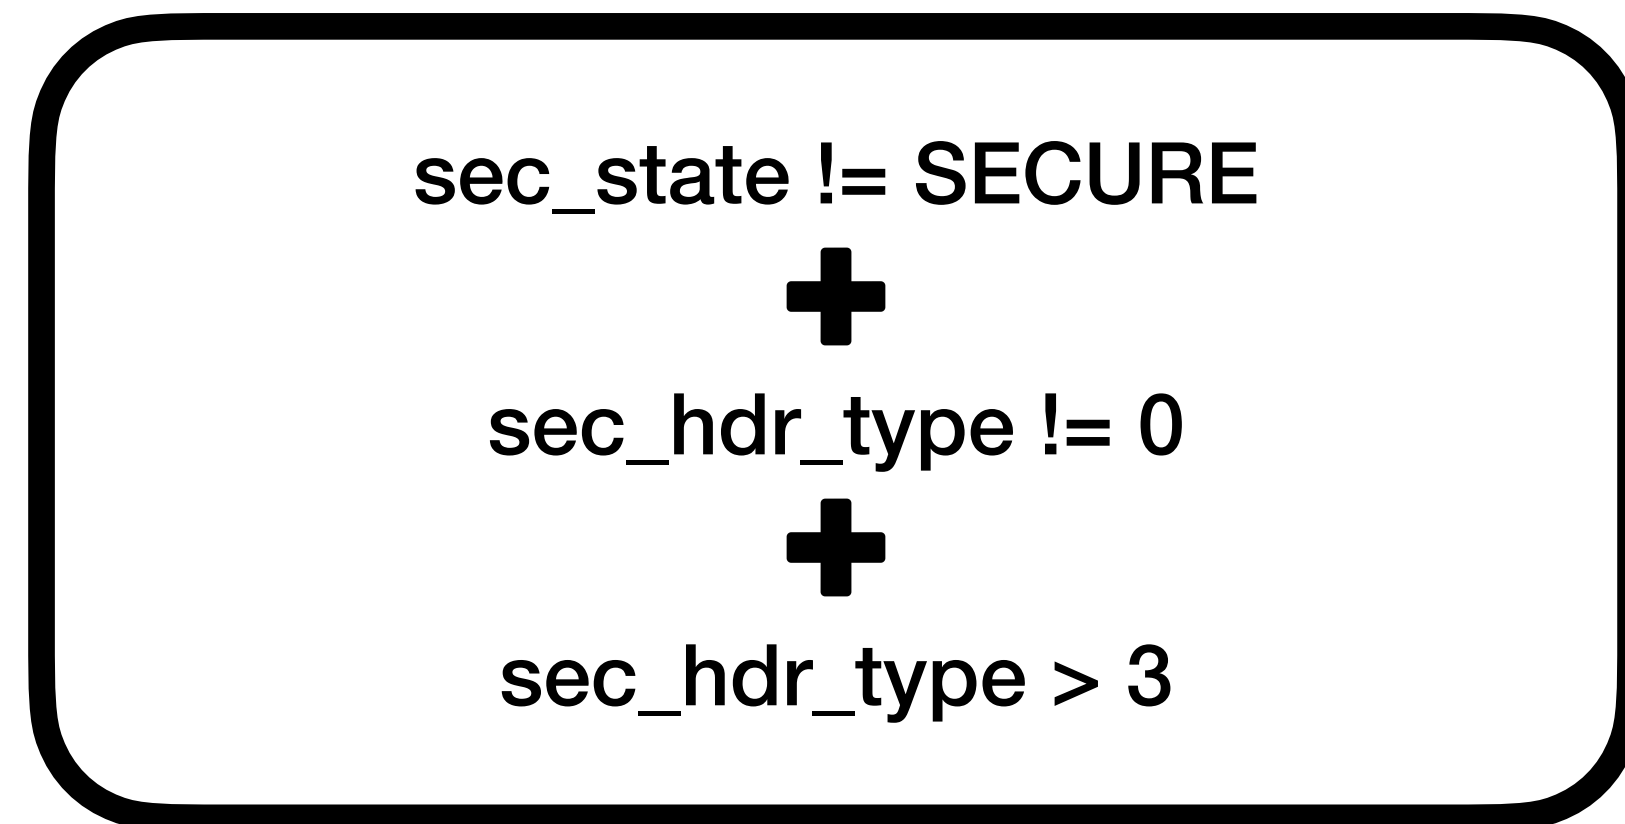 sec_state != SECURE
+
sec_hdr_type != 0
+
sec_hdr_type > 3